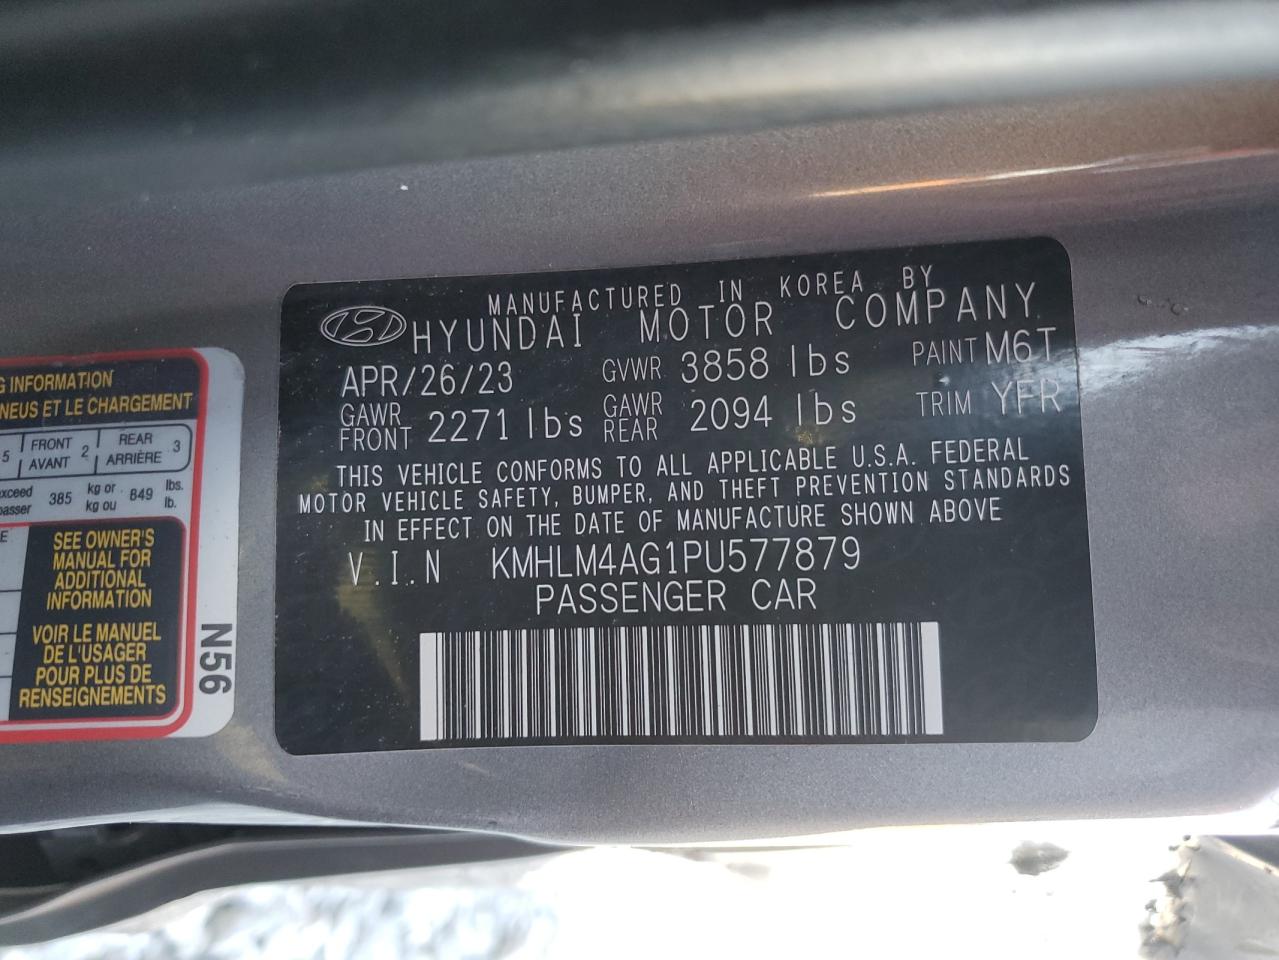 MANUFACTURED IN KOREA BY
HYUNDAI MOTOR COMPANY
APR/26/23 GVWR 3858 lbs PAINT M6T
GAWR FRONT 2271 lbs GAWR REAR 2094 lbs TRIM YFR
THIS VEHICLE CONFORMS TO ALL APPLICABLE U.S.A. FEDERAL
MOTOR VEHICLE SAFETY, BUMPER, AND THEFT PREVENTION STANDARDS
IN EFFECT ON THE DATE OF MANUFACTURE SHOWN ABOVE
V.I.N KMHLM4AG1PU577879
PASSENGER CAR
INFORMATION
ET LE CHARGEMENT
5 FRONT AVANT 2 REAR ARRIÈRE 3
385 kg or kg ou 849 lbs. lb.
SEE OWNER'S
MANUAL FOR
ADDITIONAL
INFORMATION
VOIR LE MANUEL
DE L'USAGER
POUR PLUS DE
RENSEIGNEMENTS
N56